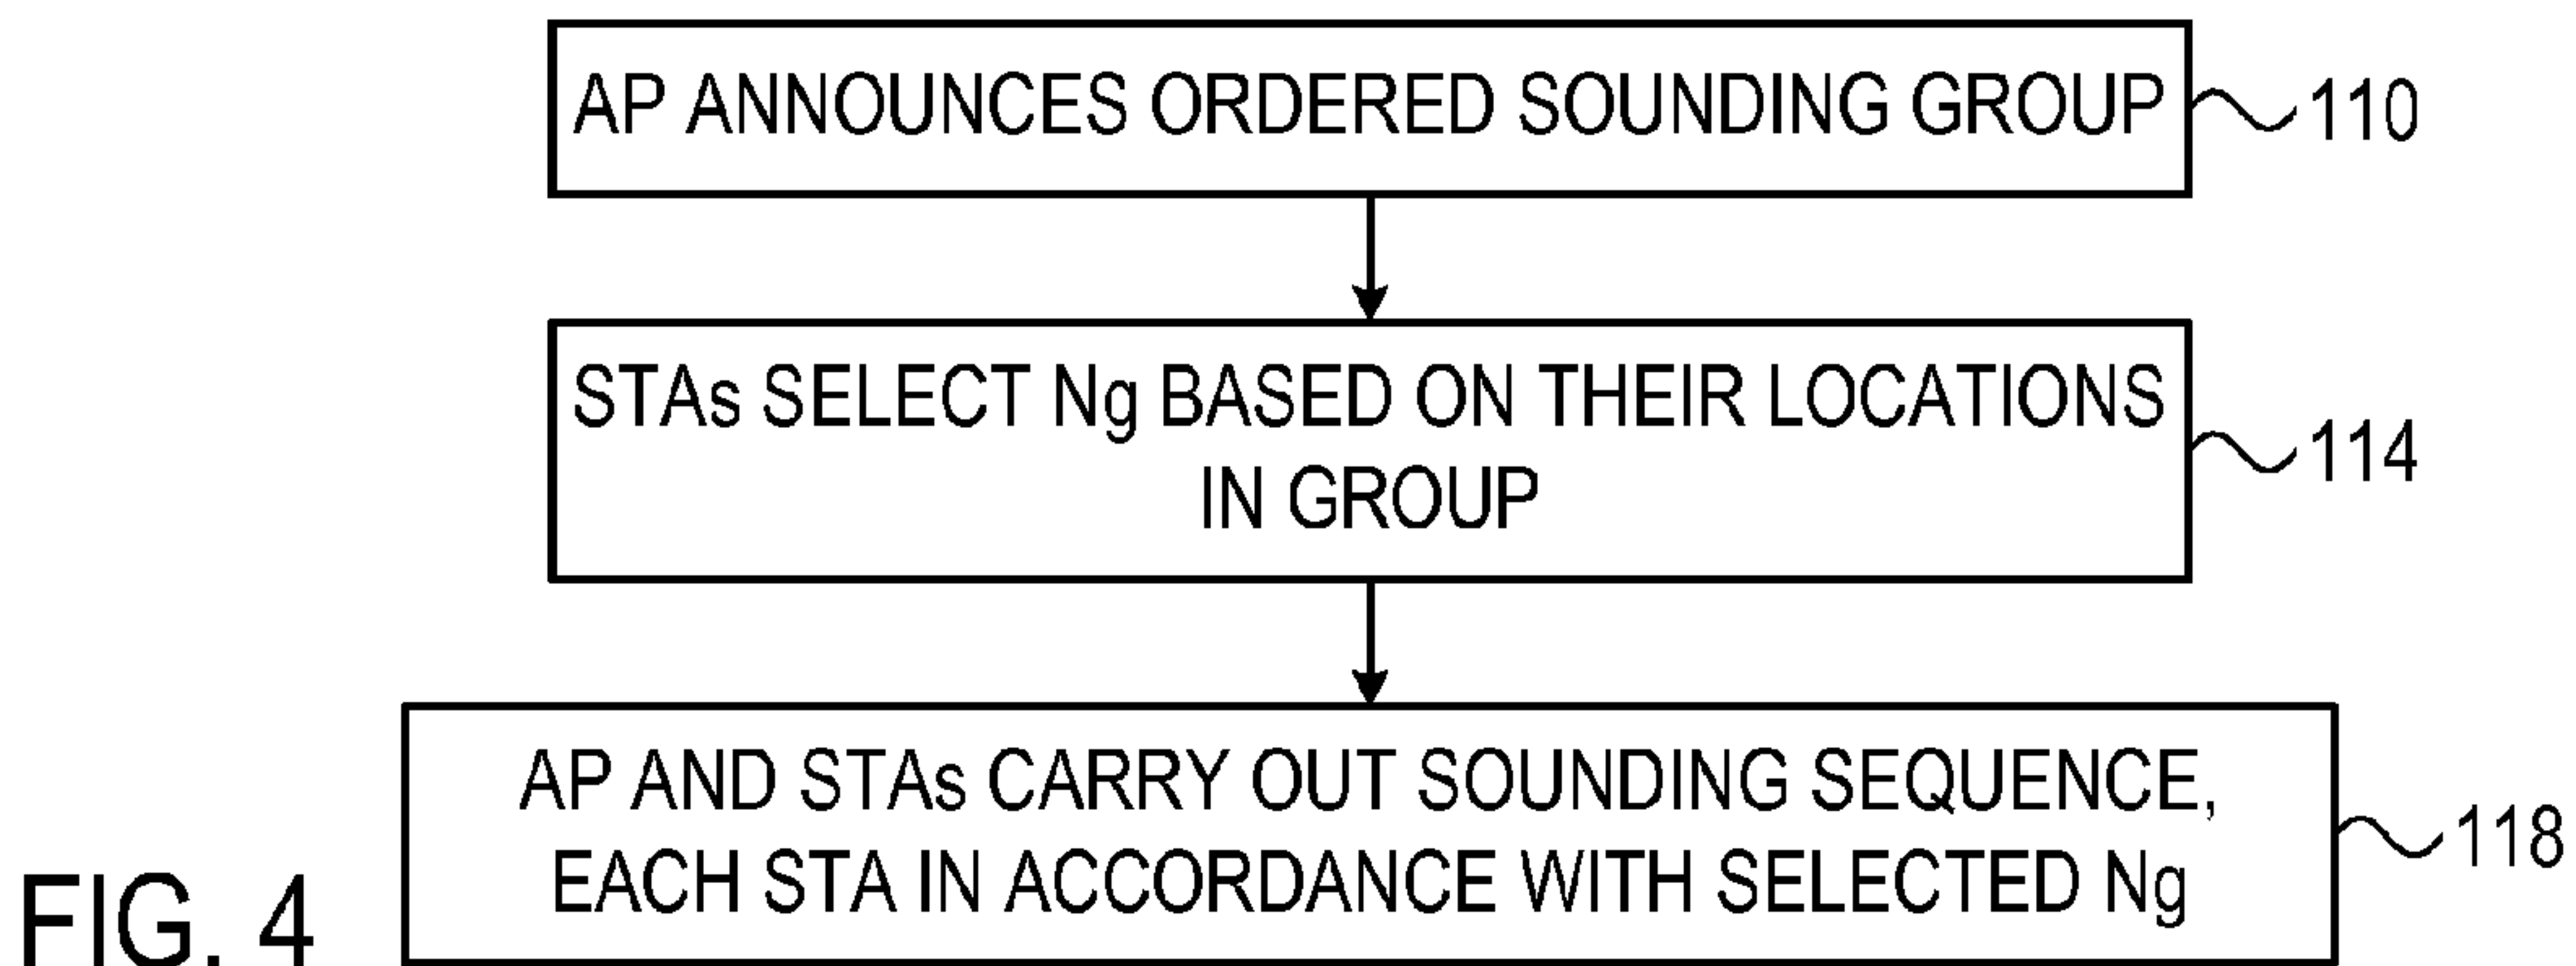 AP ANNOUNCES ORDERED SOUNDING GROUP
110
STAs SELECT Ng BASED ON THEIR LOCATIONS
IN GROUP
114
AP AND STAs CARRY OUT SOUNDING SEQUENCE,
EACH STA IN ACCORDANCE WITH SELECTED Ng
118
FIG. 4